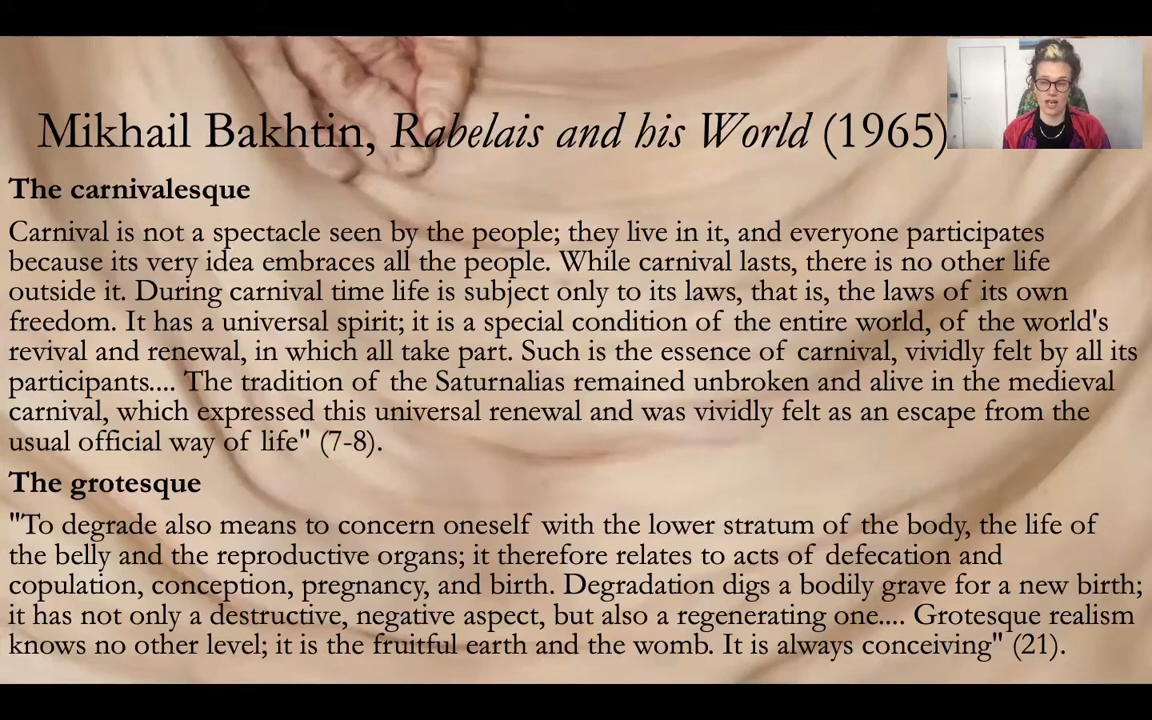 Mikhail Bakhtin, Rabelais and his World (1965)
The carnivalesque
Carnival is not a spectacle seen by the people; they live in it, and everyone participates
because its very idea embraces all the people. While carnival lasts, there is no other life
outside it. During carnival time life is subject only to its laws, that is, the laws of its own
freedom. It has a universal spirit; it is a special condition of the entire world, of the world's
revival and renewal, in which all take part. Such is the essence of carnival, vividly felt by all its
participants.... The tradition of the Saturnalias remained unbroken and alive in the medieval
carnival, which expressed this universal renewal and was vividly felt as an escape from the
usual official way of life" (7-8).
The grotesque
"To degrade also means to concern oneself with the lower stratum of the body, the life of
the belly and the reproductive organs; it therefore relates to acts of defecation and
copulation, conception, pregnancy, and birth. Degradation digs a bodily grave for a new birth;
it has not only a destructive, negative aspect, but also a regenerating one.... Grotesque realism
knows no other level; it is the fruitful earth and the womb. It is always conceiving" (21).